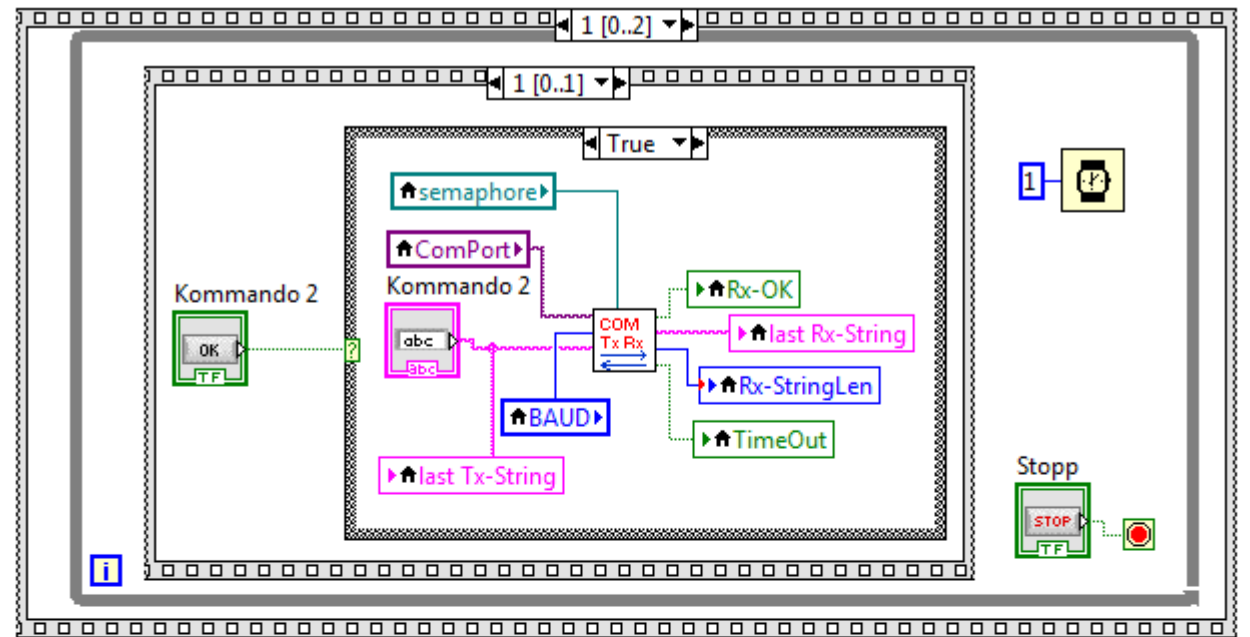 1 [0..2]
1 [0..1]
True
semaphore
1
ComPort
Kommando 2
Kommando 2
Rx-OK
COM
Tx Rx
last Rx-String
abc
abc
OK
TF
?
Rx-StringLen
BAUD
TimeOut
last Tx-String
Stopp
STOP
TF
i